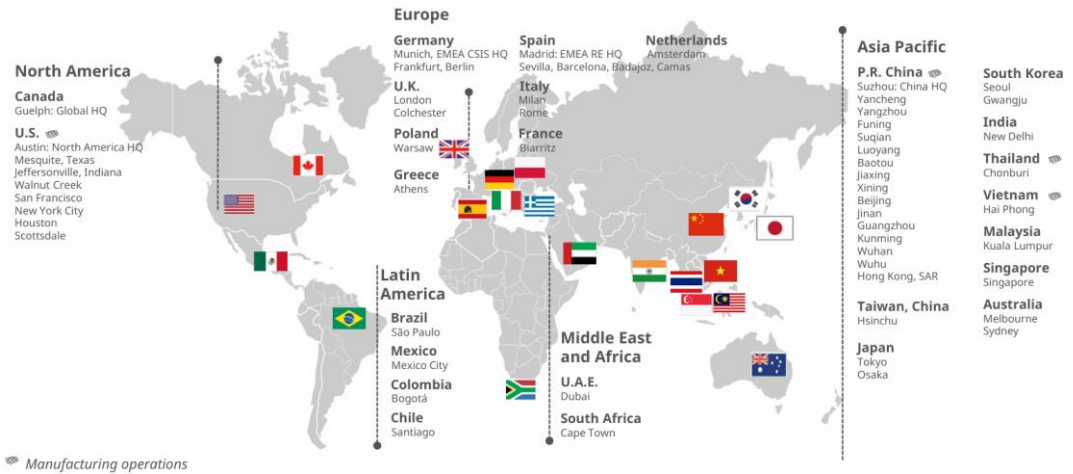 North America
Canada
Guelph: Global HQ
U.S.
Austin: North America HQ
Mesquite, Texas
Jeffersonville, Indiana
Walnut Creek
San Francisco
New York City
Houston
Scottsdale
Europe
Germany
Munich, EMEA CSIS HQ
Frankfurt, Berlin
U.K.
London
Colchester
Poland
Warsaw
Greece
Athens
Spain
Madrid: EMEA RE HQ
Sevilla, Barcelona, Badajoz, Camas
Italy
Milan
Rome
France
Biarritz
Netherlands
Amsterdam
Latin
America
Brazil
São Paulo
Mexico
Mexico City
Colombia
Bogotá
Chile
Santiago
Middle East
and Africa
U.A.E.
Dubai
South Africa
Cape Town
Asia Pacific
P.R. China
Suzhou: China HQ
Yancheng
Yangzhou
Funing
Suqian
Luoyang
Baotou
Jiaxing
Xining
Beijing
Jinan
Guangzhou
Kunming
Wuhan
Wuhu
Hong Kong, SAR
Taiwan, China
Hsinchu
Japan
Tokyo
Osaka
South Korea
Seoul
Gwangju
India
New Delhi
Thailand
Chonburi
Vietnam
Hai Phong
Malaysia
Kuala Lumpur
Singapore
Singapore
Australia
Melbourne
Sydney
Manufacturing operations